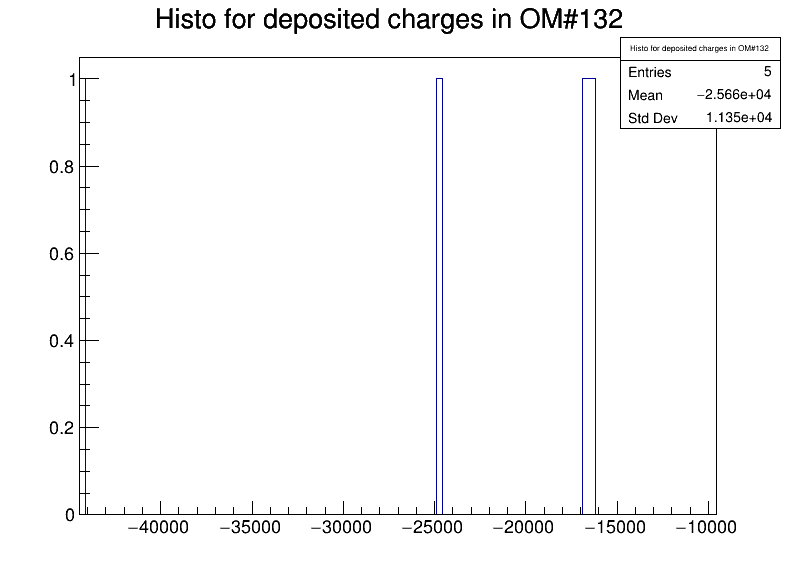 Histo for deposited charges in OM#132
Histo for deposited charges in OM#132
Entries 5
Mean −2.566e+04
Std Dev 1.135e+04
1
0.8
0.6
0.4
0.2
0
−40000 −35000 −30000 −25000 −20000 −15000 −10000